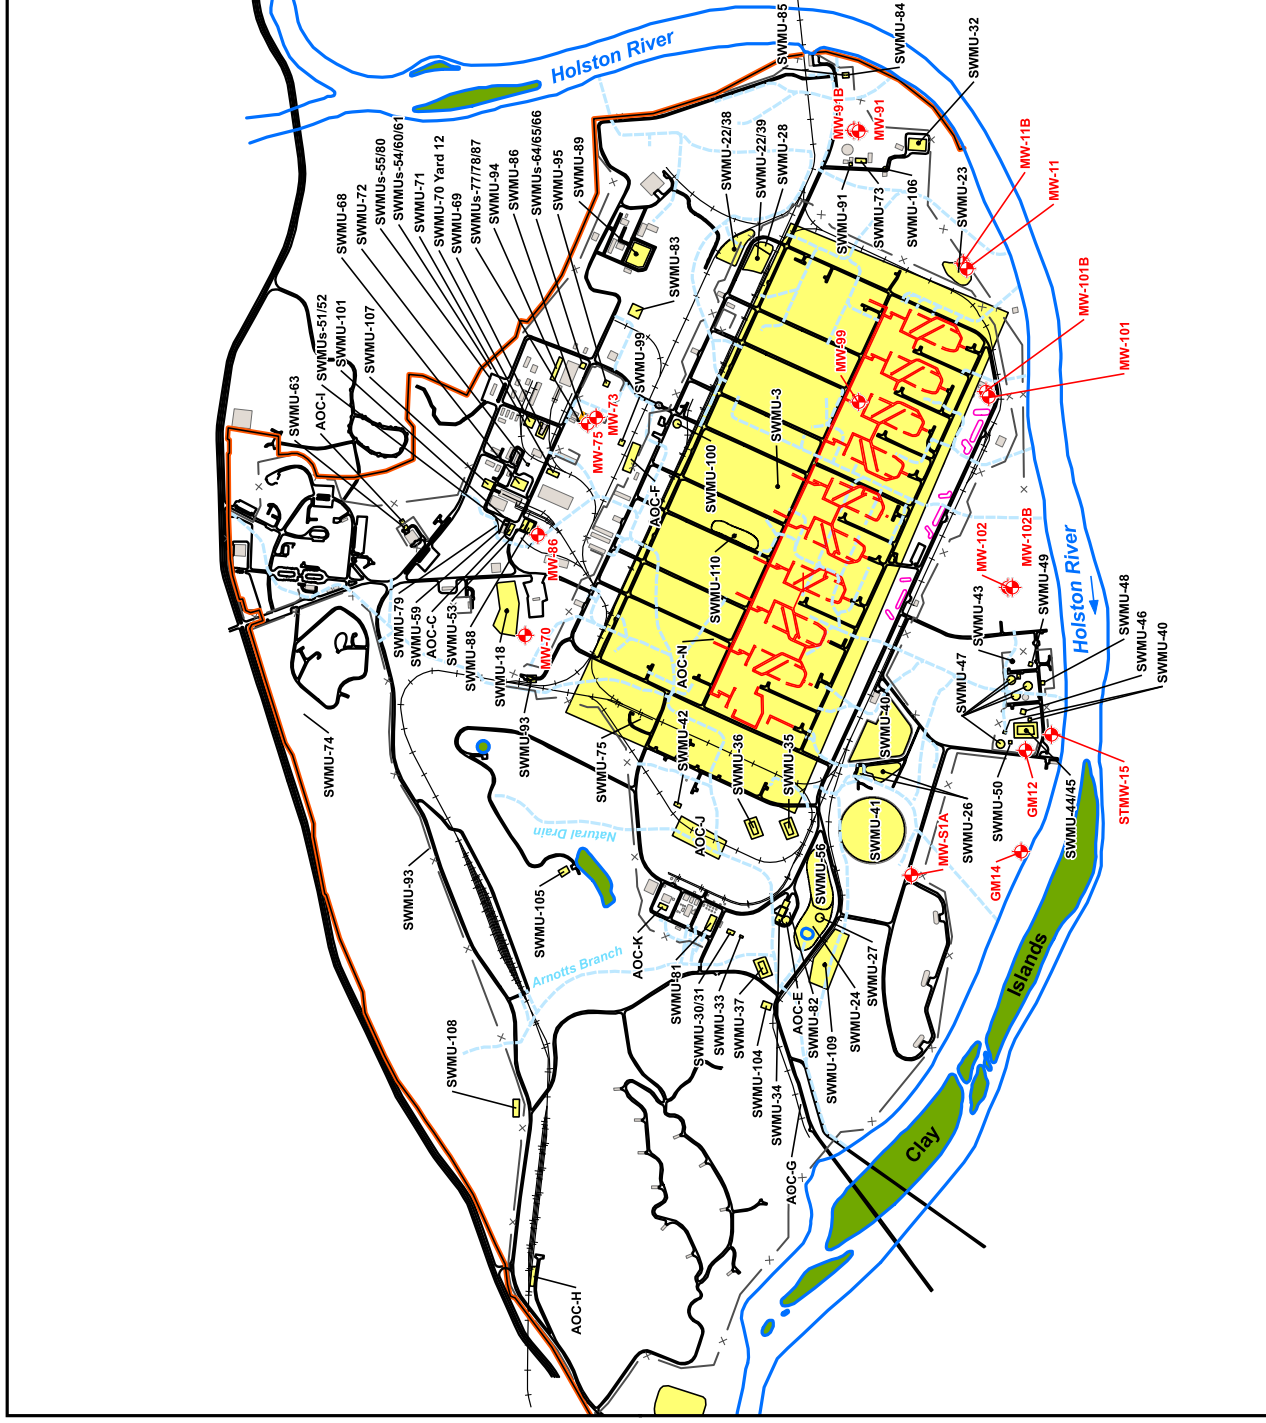 SWMU-85
SWMU-84
SWMU-32
Holston River
MW-91B
MW-91
SWMU-22/38
SWMU-22/39
SWMU-28
MW-11B
MW-11
SWMU-68
SWMU-72
SWMUs-55/80
SWMUs-54/60/61
SWMU-71
SWMU-70 Yard 12
SWMU-69
SWMUs-77/78/87
SWMU-94
SWMU-86
SWMUs-64/65/66
SWMU-95
SWMU-89
SWMU-91
SWMU-73
SWMU-106
SWMU-23
SWMU-83
MW-101B
MW-101
SWMU-63
AOC-I
SWMUs-51/52
SWMU-101
SWMU-107
SWMU-99
MW-99
MW-75
MW-73
SWMU-3
AOC-F
SWMU-100
MW-86
SWMU-110
MW-102
MW-102B
Holston River
SWMU-79
SWMU-59
AOC-C
SWMU-53
SWMU-88
SWMU-18
MW-70
AOC-N
SWMU-43
SWMU-49
SWMU-48
SWMU-46
SWMU-40
SWMU-47
SWMU-74
SWMU-93
SWMU-75
SWMU-42
SWMU-36
SWMU-35
SWMU-40
SWMU-26
SWMU-50
GM12
SWMU-44/45
STMW-15
Natural Drain
AOC-J
SWMU-41
MW-S1A
GM14
SWMU-56
SWMU-93
SWMU-105
Arnotts Branch
AOC-K
SWMU-81
SWMU-30/31
SWMU-33
SWMU-37
SWMU-104
SWMU-34
AOC-E
SWMU-82
SWMU-109
SWMU-24
SWMU-27
Islands
Clay
SWMU-108
AOC-G
AOC-H